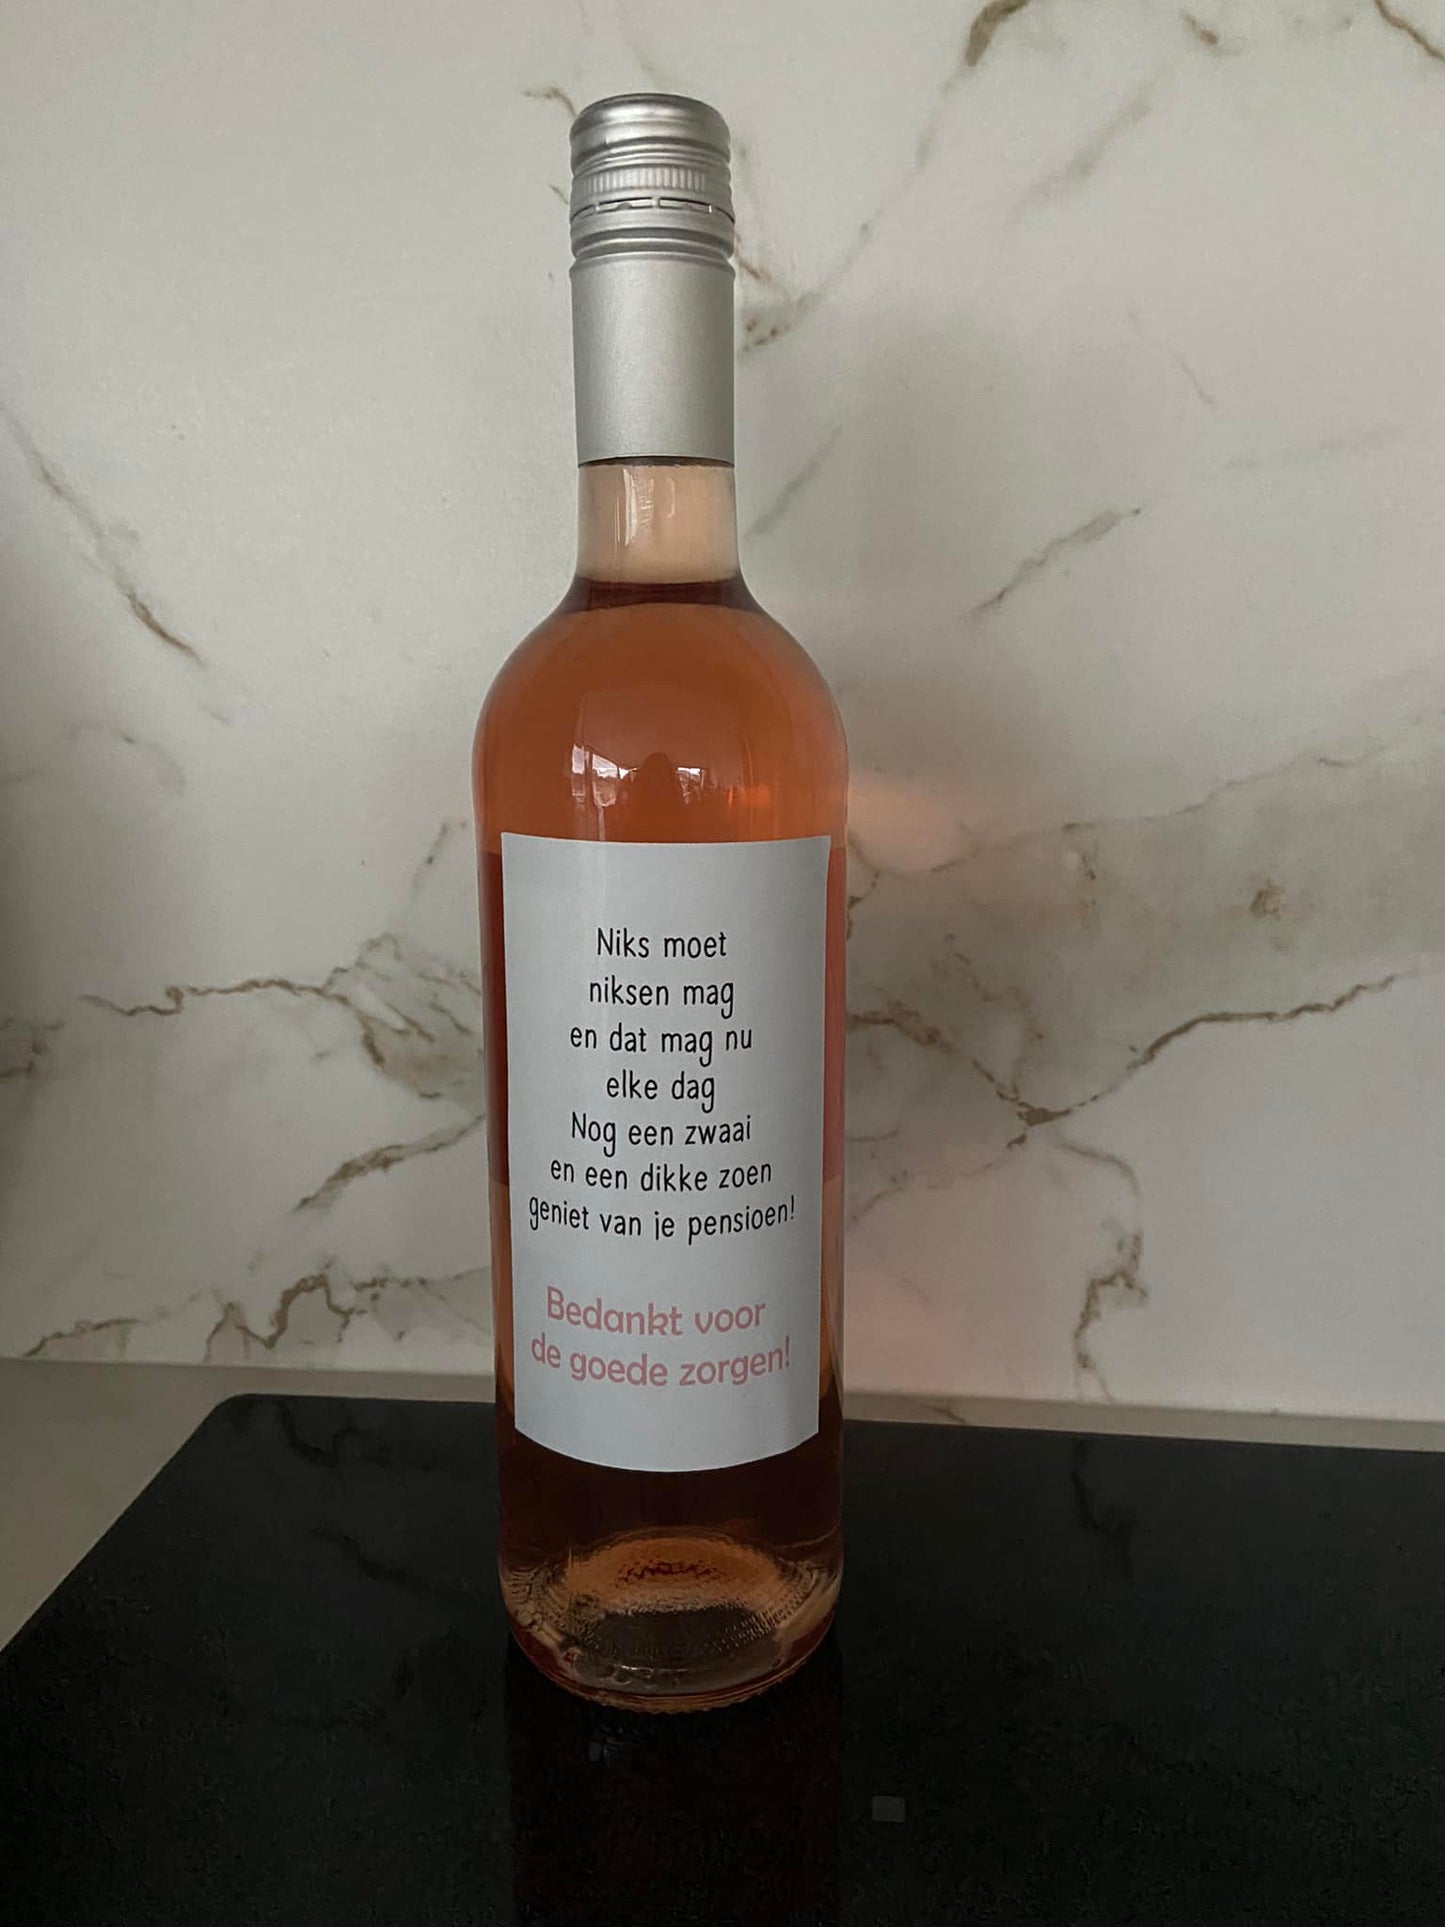 Niks moet
niksen mag
en dat mag nu
elke dag
Nog een zwaai
en een dikke zoen
geniet van je pensioen!
Bedankt voor
de goede zorgen!